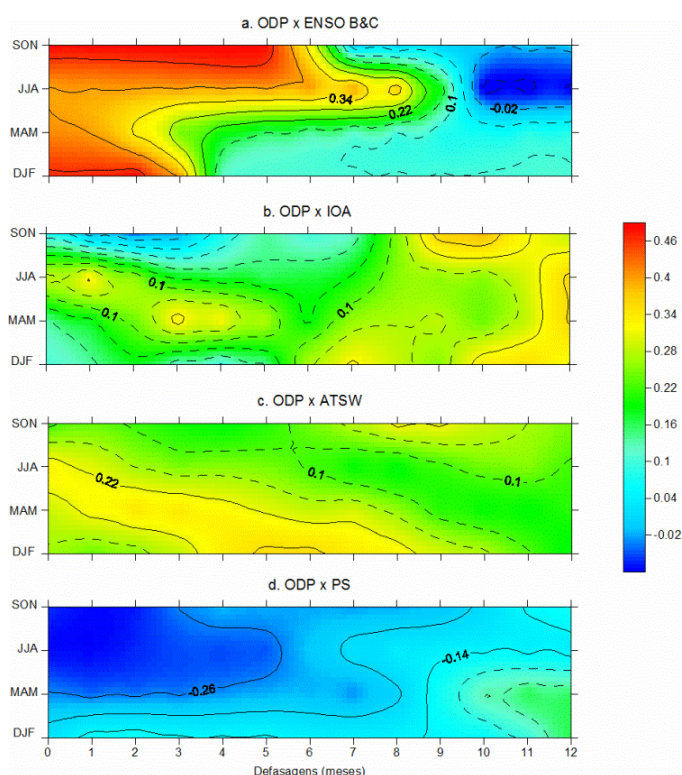 a. ODP x ENSO B&C
SON
JJA
MAM
DJF
0.34
0.22
0.1
-0.02
b. ODP x IOA
SON
JJA
MAM
DJF
0.1
0.1
0.1
c. ODP x ATSW
SON
JJA
MAM
DJF
0.22
0.1
0.1
d. ODP x PS
SON
JJA
MAM
DJF
-0.26
-0.14
0 1 2 3 4 5 6 7 8 9 10 11 12
Defasagens (meses)
0.46
0.4
0.34
0.28
0.22
0.16
0.1
0.04
-0.02